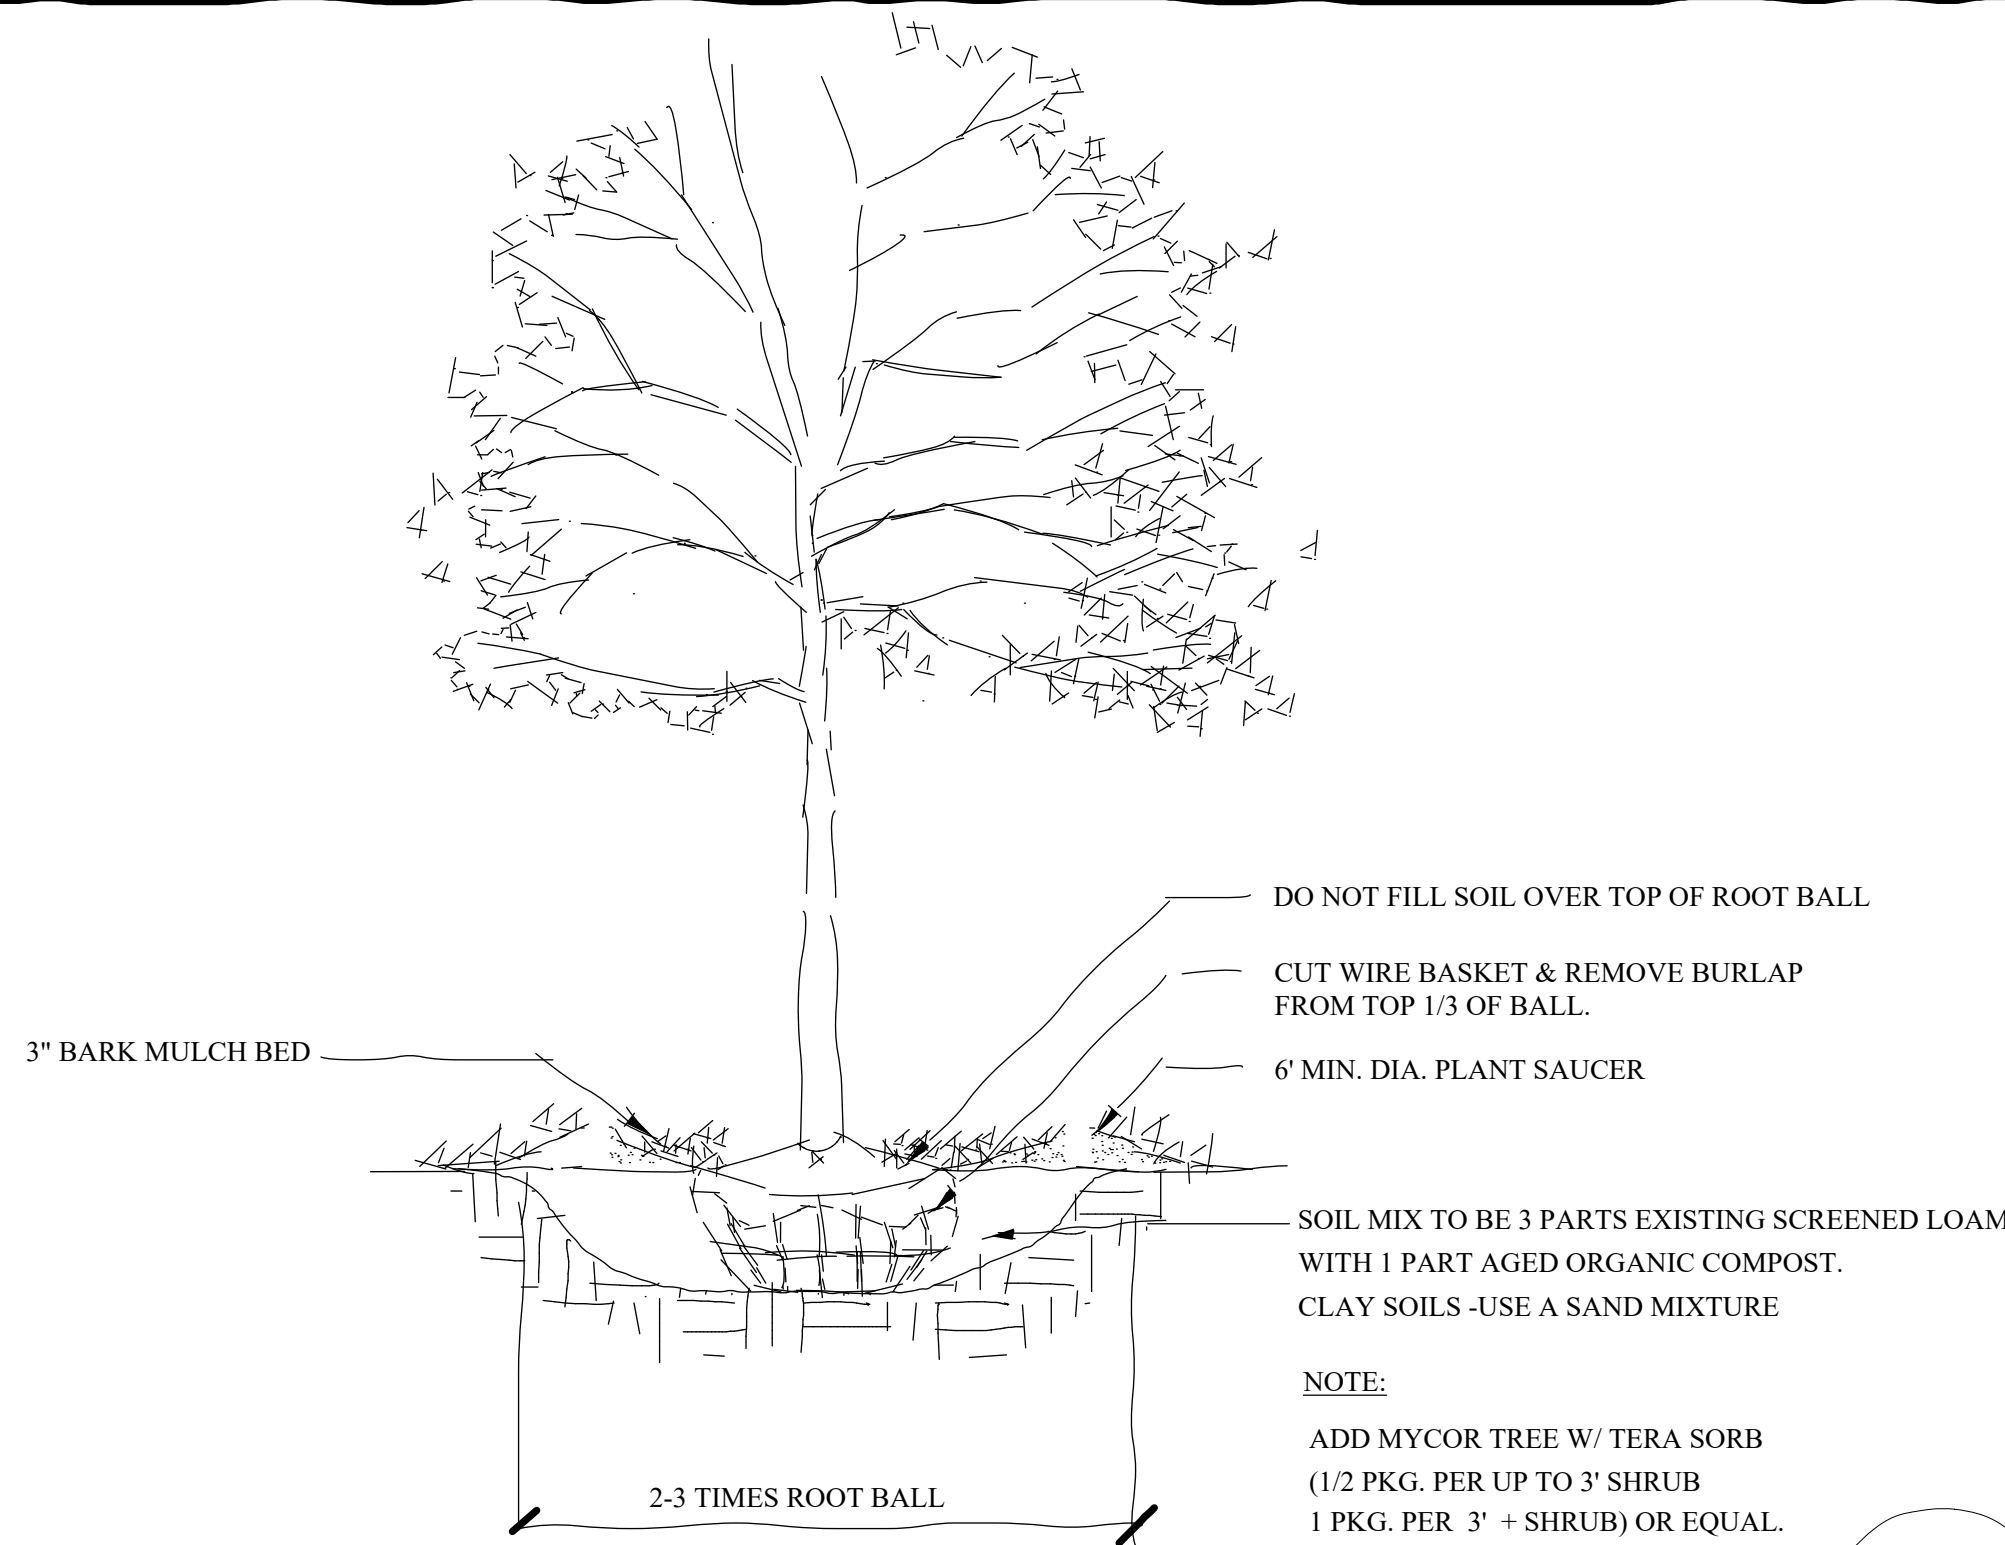 DO NOT FILL SOIL OVER TOP OF ROOT BALL
CUT WIRE BASKET & REMOVE BURLAP
FROM TOP 1/3 OF BALL.
3" BARK MULCH BED
6' MIN. DIA. PLANT SAUCER
SOIL MIX TO BE 3 PARTS EXISTING SCREENED LOAM
WITH 1 PART AGED ORGANIC COMPOST.
CLAY SOILS -USE A SAND MIXTURE
NOTE:
ADD MYCOR TREE W/ TERA SORB
(1/2 PKG. PER UP TO 3' SHRUB
1 PKG. PER 3' + SHRUB) OR EQUAL.
2-3 TIMES ROOT BALL